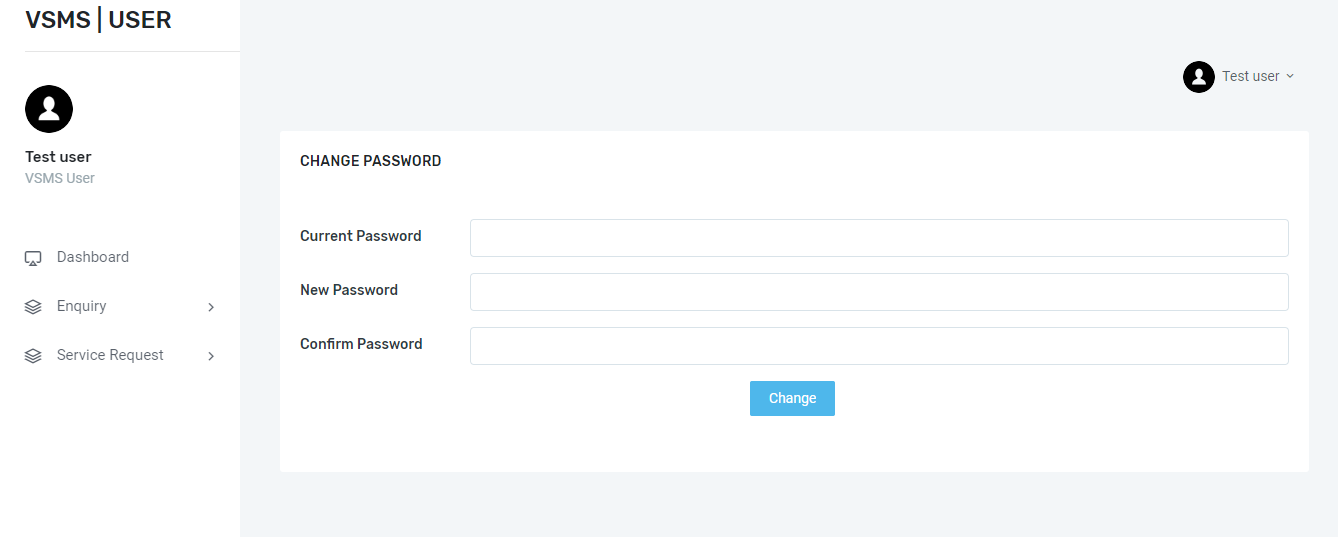 VSMS | USER
Test user
Test user
VSMS User
Dashboard
Enquiry
Service Request
CHANGE PASSWORD
Current Password
New Password
Confirm Password
Change